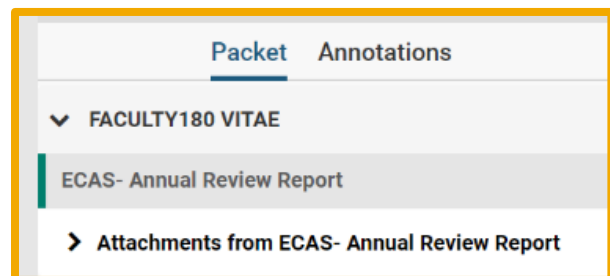 Packet Annotations
FACULTY180 VITAE
ECAS- Annual Review Report
Attachments from ECAS- Annual Review Report